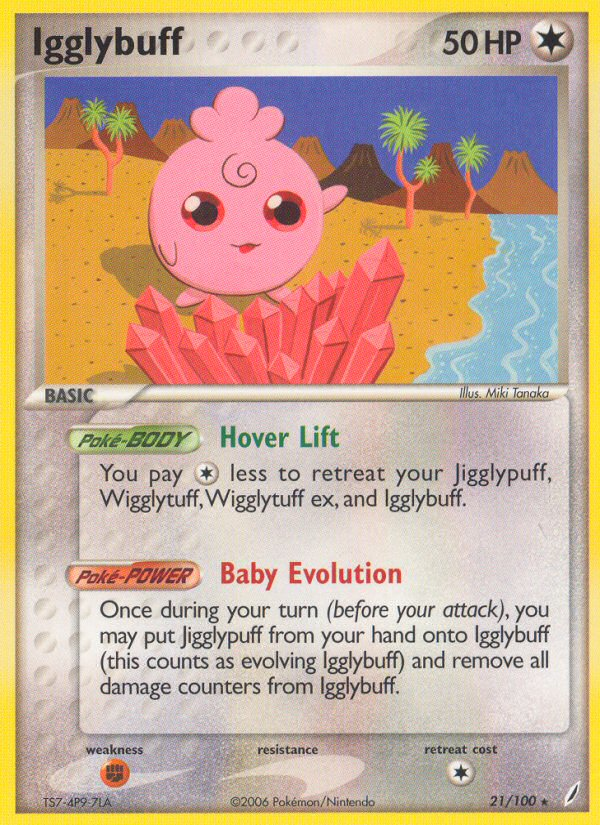 Igglybuff 50 HP
BASIC
Illus. Miki Tanaka
Poké-BODY Hover Lift
You pay less to retreat your Jigglypuff,
Wigglytuff, Wigglytuff ex, and Igglybuff.
Poké-POWER Baby Evolution
Once during your turn (before your attack), you
may put Jigglypuff from your hand onto Igglybuff
(this counts as evolving Igglybuff) and remove all
damage counters from Igglybuff.
weakness resistance retreat cost
TS7-4P9-7LA ©2006 Pokémon/Nintendo 21/100 ★